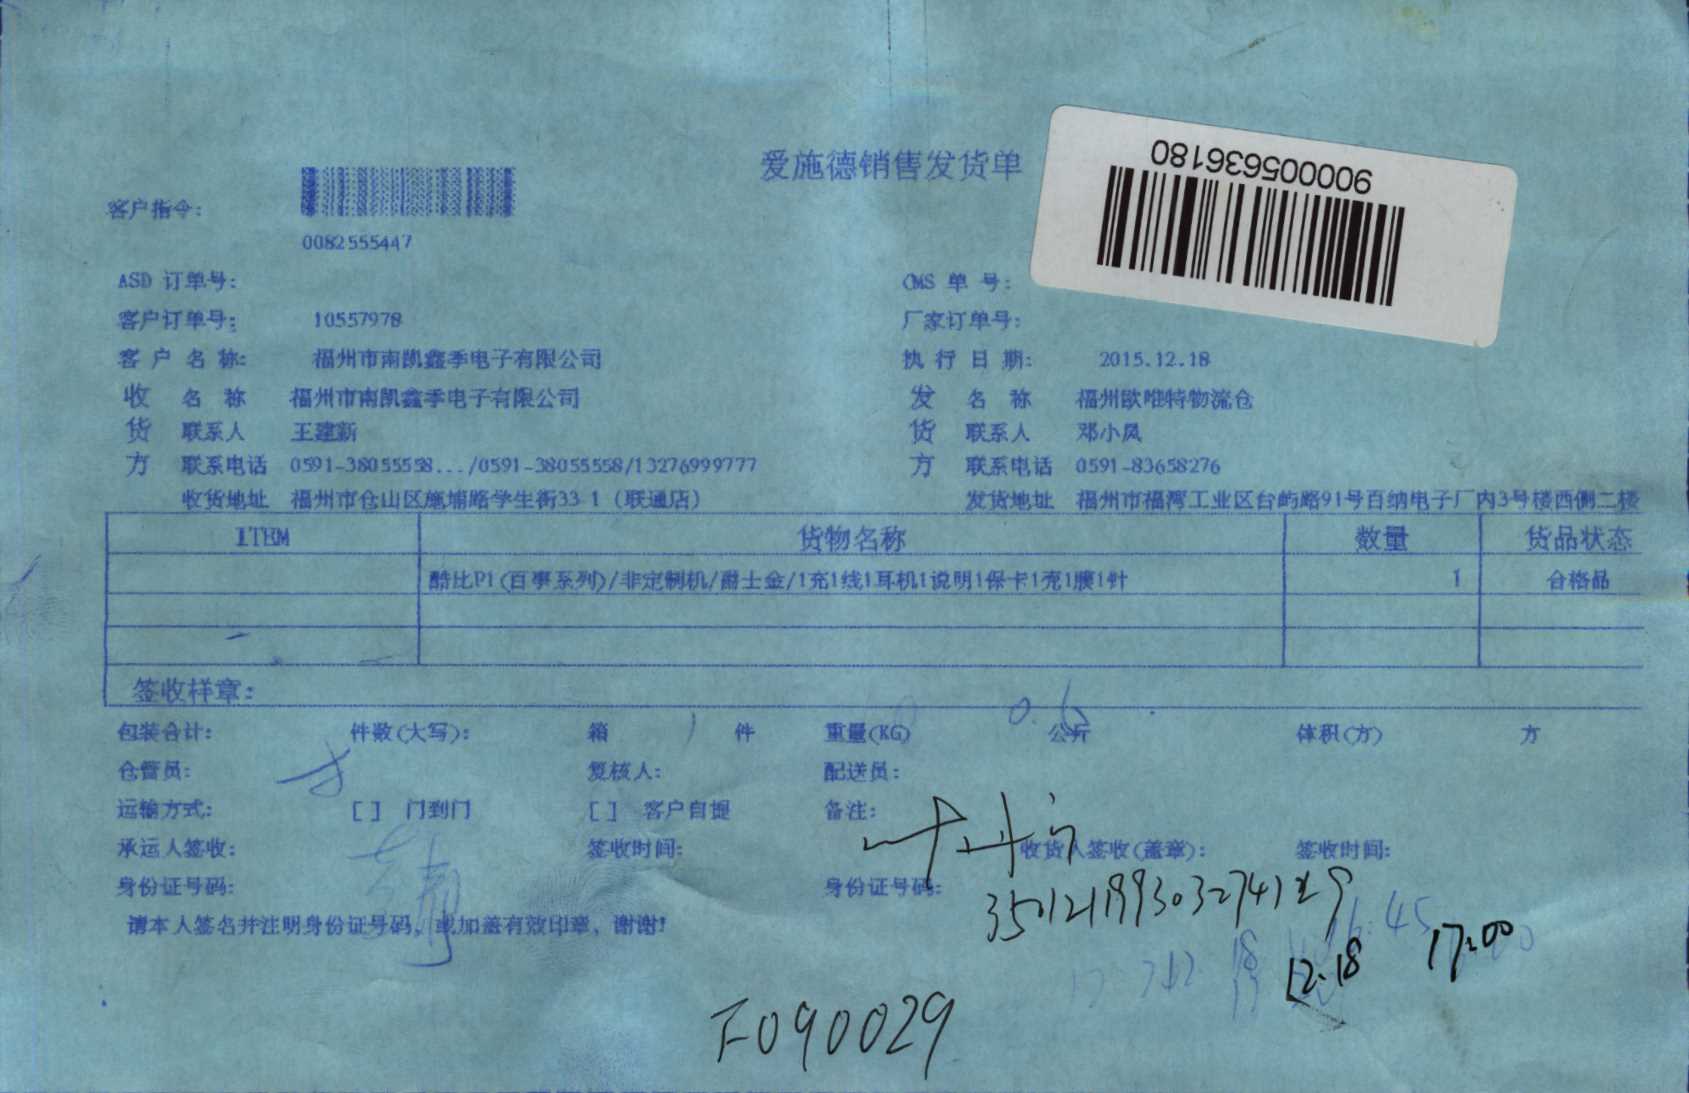 爱施德销售发货单
900005636180
客户指令:
0082555447
ASD 订单号: CMS 单 号:
客户订单号: 10557978 厂家订单号:
客 户 名 称: 福州市南凯鑫季电子有限公司 执 行 日 期: 2015.12.18
收 名 称 福州市南凯鑫季电子有限公司 发 名 称 福州欧唯特物流仓
货 联系人 王建新 货 联系人 邓小凤
方 联系电话 0591-38055558.../0591-38055558/13276999777 方 联系电话 0591-83658276
收货地址 福州市仓山区施埔路学生街33-1（联通店） 发货地址 福州市福湾工业区台屿路91号百纳电子厂内3号楼西侧二楼
ITEM 货物名称 数量 货品状态
酷比P1(百事系列)/非定制机/爵士金/1充1线1耳机1说明1保卡1壳1膜1针 1 合格品
签收样章:
包装合计: 件数(大写): 箱 1 件 重量(KG) 0.6 公斤 体积(方) 方
仓管员: 复核人: 配送员:
运输方式: [ ] 门到门 [ ] 客户自提 备注:
承运人签收: 签收时间: 收货人签收(盖章): 签收时间:
身份证号码: 身份证号码:
请本人签名并注明身份证号码，或加盖有效印章，谢谢!
16:45
12.18 17:00
F090029